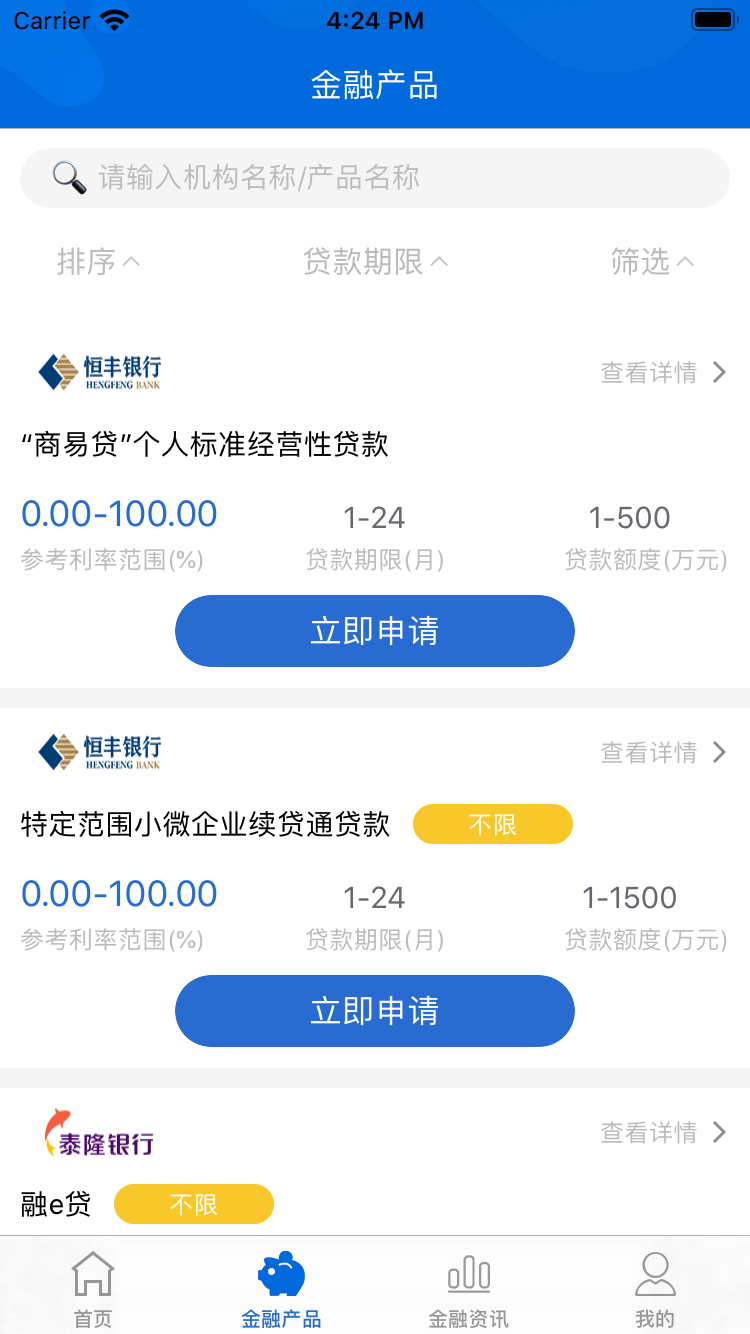 Carrier 4:24 PM
金融产品
请输入机构名称/产品名称
排序 贷款期限 筛选
恒丰银行 查看详情
HENGFENG BANK
“商易贷”个人标准经营性贷款
0.00-100.00 1-24 1-500
参考利率范围(%) 贷款期限(月) 贷款额度(万元)
立即申请
恒丰银行 查看详情
HENGFENG BANK
特定范围小微企业续贷通贷款 不限
0.00-100.00 1-24 1-1500
参考利率范围(%) 贷款期限(月) 贷款额度(万元)
立即申请
泰隆银行 查看详情
融e贷 不限
首页 金融产品 金融资讯 我的